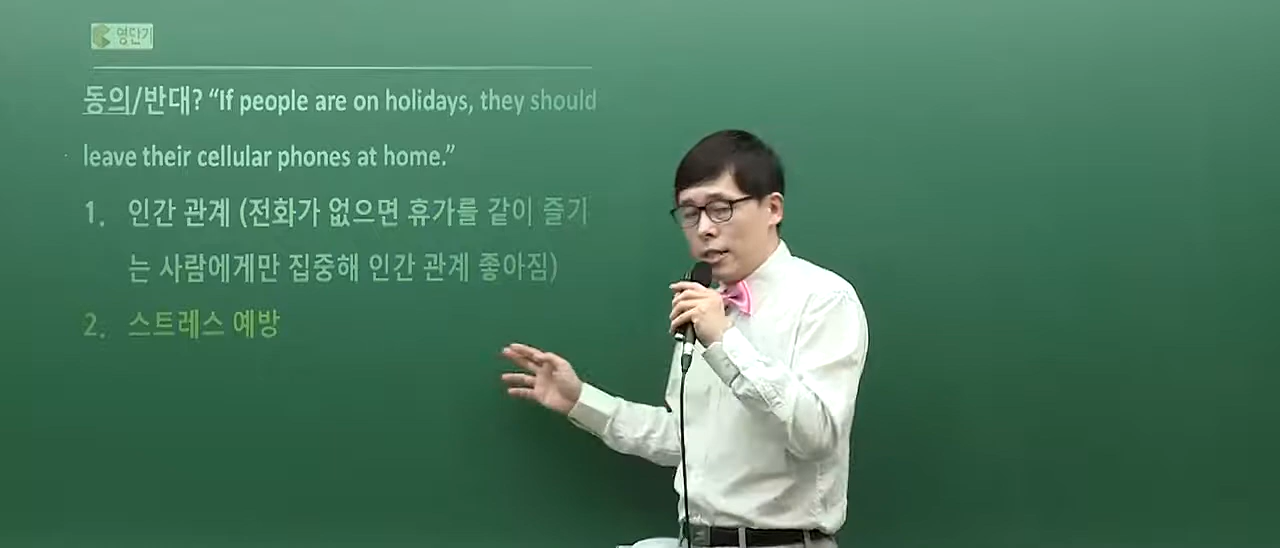 영단기
동의/반대? “If people are on holidays, they should
leave their cellular phones at home.”
1. 인간 관계 (전화가 없으면 휴가를 같이 즐기
는 사람에게만 집중해 인간 관계 좋아짐)
2. 스트레스 예방